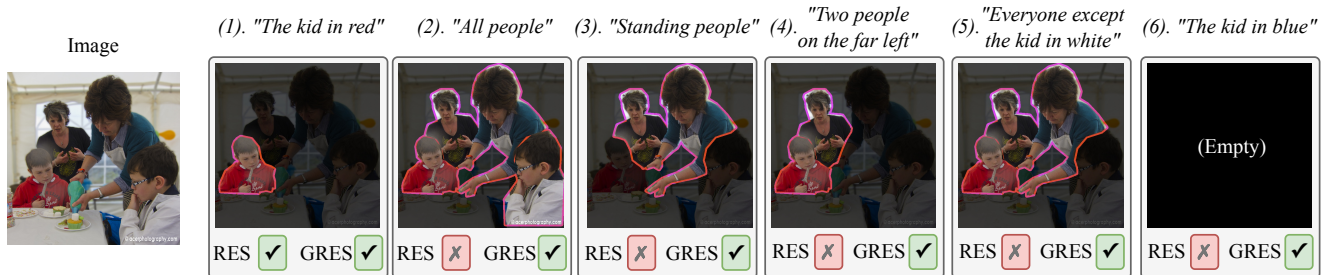 Image
(1). "The kid in red"
(2). "All people"
(3). "Standing people"
(4). "Two people
on the far left"
(5). "Everyone except
the kid in white"
(6). "The kid in blue"
(Empty)
RES ✓ GRES ✓
RES ✗ GRES ✓
RES ✗ GRES ✓
RES ✗ GRES ✓
RES ✗ GRES ✓
RES ✗ GRES ✓